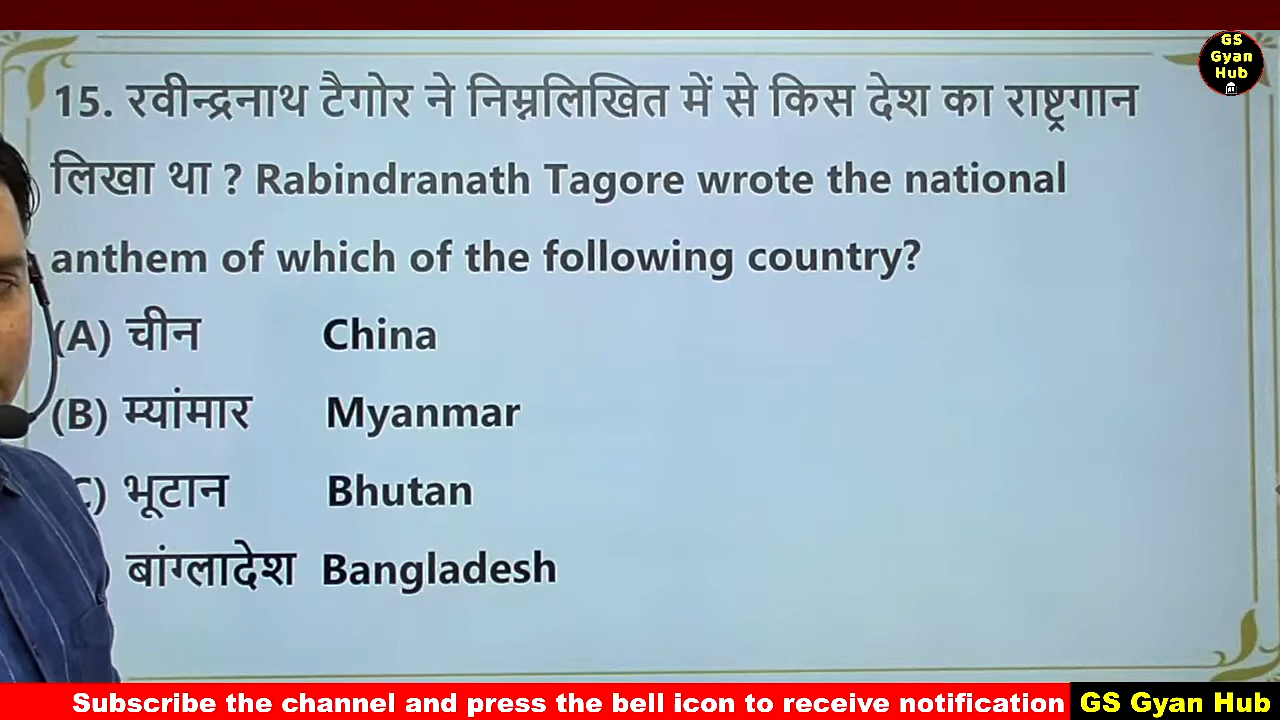 GS
Gyan
Hub
15. रवीन्द्रनाथ टैगोर ने निम्नलिखित में से किस देश का राष्ट्रगान
लिखा था ? Rabindranath Tagore wrote the national
anthem of which of the following country?
(A) चीन China
(B) म्यांमार Myanmar
C) भूटान Bhutan
बांग्लादेश Bangladesh
Subscribe the channel and press the bell icon to receive notification GS Gyan Hub